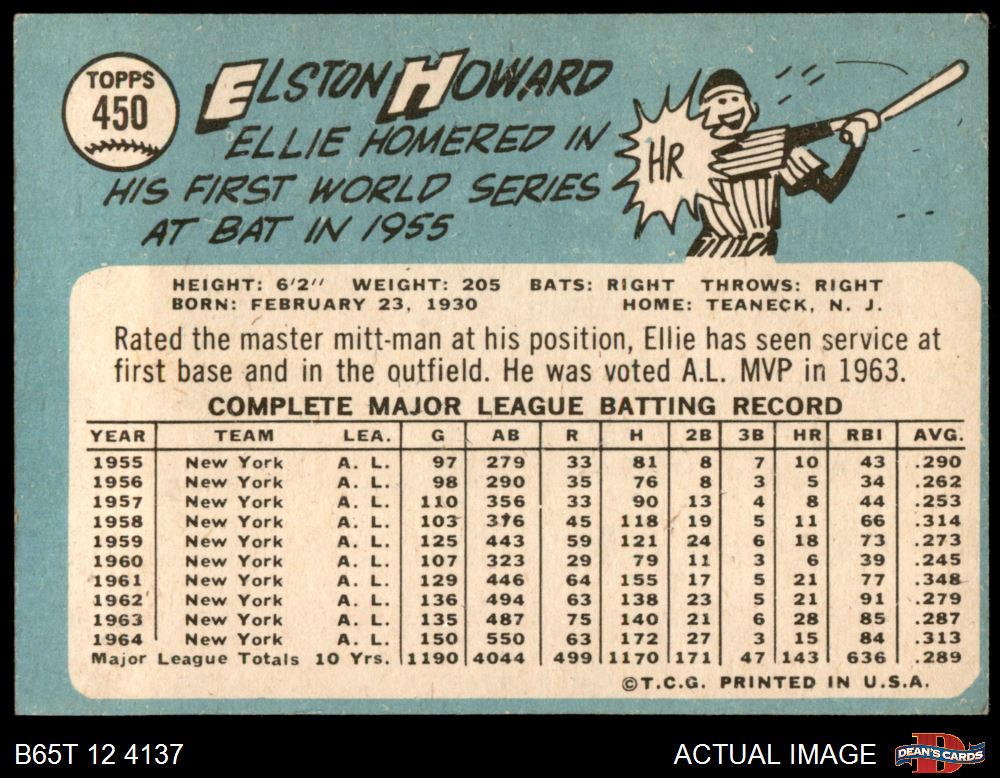 TOPPS
450
ELSTON HOWARD
ELLIE HOMERED IN
HIS FIRST WORLD SERIES
AT BAT IN 1955
HR
HEIGHT: 6'2" WEIGHT: 205 BATS: RIGHT THROWS: RIGHT
BORN: FEBRUARY 23, 1930 HOME: TEANECK, N. J.
Rated the master mitt-man at his position, Ellie has seen service at
first base and in the outfield. He was voted A.L. MVP in 1963.
COMPLETE MAJOR LEAGUE BATTING RECORD
YEAR TEAM LEA. G AB R H 2B 3B HR RBI AVG.
1955 New York A. L. 97 279 33 81 8 7 10 43 .290
1956 New York A. L. 98 290 35 76 8 3 5 34 .262
1957 New York A. L. 110 356 33 90 13 4 8 44 .253
1958 New York A. L. 103 376 45 118 19 5 11 66 .314
1959 New York A. L. 125 443 59 121 24 6 18 73 .273
1960 New York A. L. 107 323 29 79 11 3 6 39 .245
1961 New York A. L. 129 446 64 155 17 5 21 77 .348
1962 New York A. L. 136 494 63 138 23 5 21 91 .279
1963 New York A. L. 135 487 75 140 21 6 28 85 .287
1964 New York A. L. 150 550 63 172 27 3 15 84 .313
Major League Totals 10 Yrs. 1190 4044 499 1170 171 47 143 636 .289
©T.C.G. PRINTED IN U.S.A.
B65T 12 4137 ACTUAL IMAGE DEAN'S CARDS